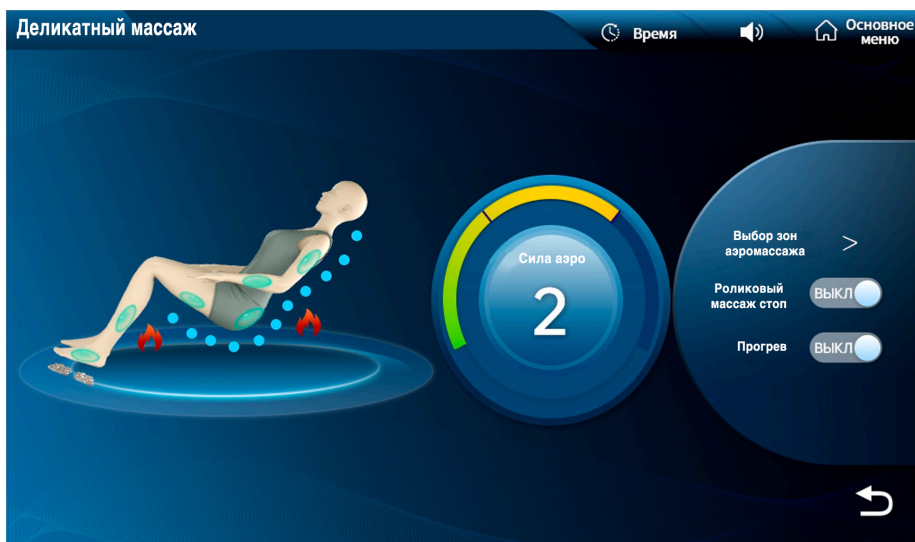 Деликатный массаж
Время
Основное
меню
Сила аэро
2
Выбор зон
аэромассажа
>
Роликовый
массаж стоп
ВЫКЛ
Прогрев
ВЫКЛ